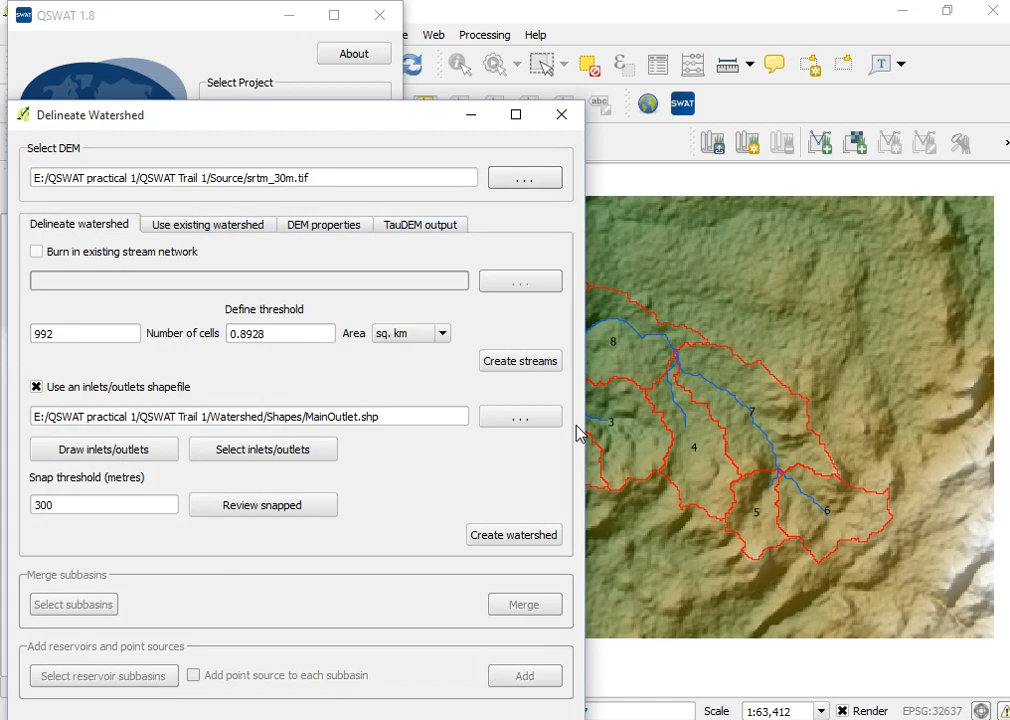 SWAT QSWAT 1.8
Web Processing Help
About
Select Project
abc SWAT
Delineate Watershed
Select DEM
E:/QSWAT practical 1/QSWAT Trail 1/Source/srtm_30m.tif ...
Delineate watershed Use existing watershed DEM properties TauDEM output
Burn in existing stream network
...
Define threshold
992 Number of cells 0.8928 Area sq. km
Create streams
Use an inlets/outlets shapefile
E:/QSWAT practical 1/QSWAT Trail 1/Watershed/Shapes/MainOutlet.shp ...
Draw inlets/outlets Select inlets/outlets
Snap threshold (metres)
300 Review snapped
Create watershed
Merge subbasins
Select subbasins Merge
Add reservoirs and point sources
Select reservoir subbasins Add point source to each subbasin Add
8
7
3
4
5
6
Scale 1:63,412 Render EPSG:32637